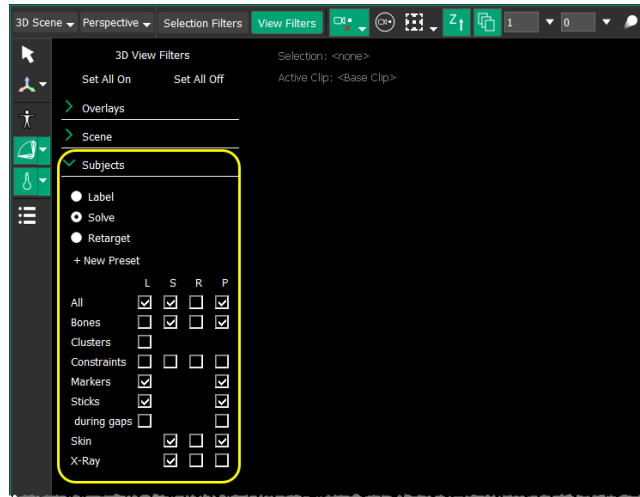 3D Scene Perspective Selection Filters View Filters Z 1 0
3D View Filters
Selection: <none>
Set All On Set All Off
Active Clip: <Base Clip>
Overlays
Scene
Subjects
Label
Solve
Retarget
+ New Preset
L S R P
All
Bones
Clusters
Constraints
Markers
Sticks
during gaps
Skin
X-Ray